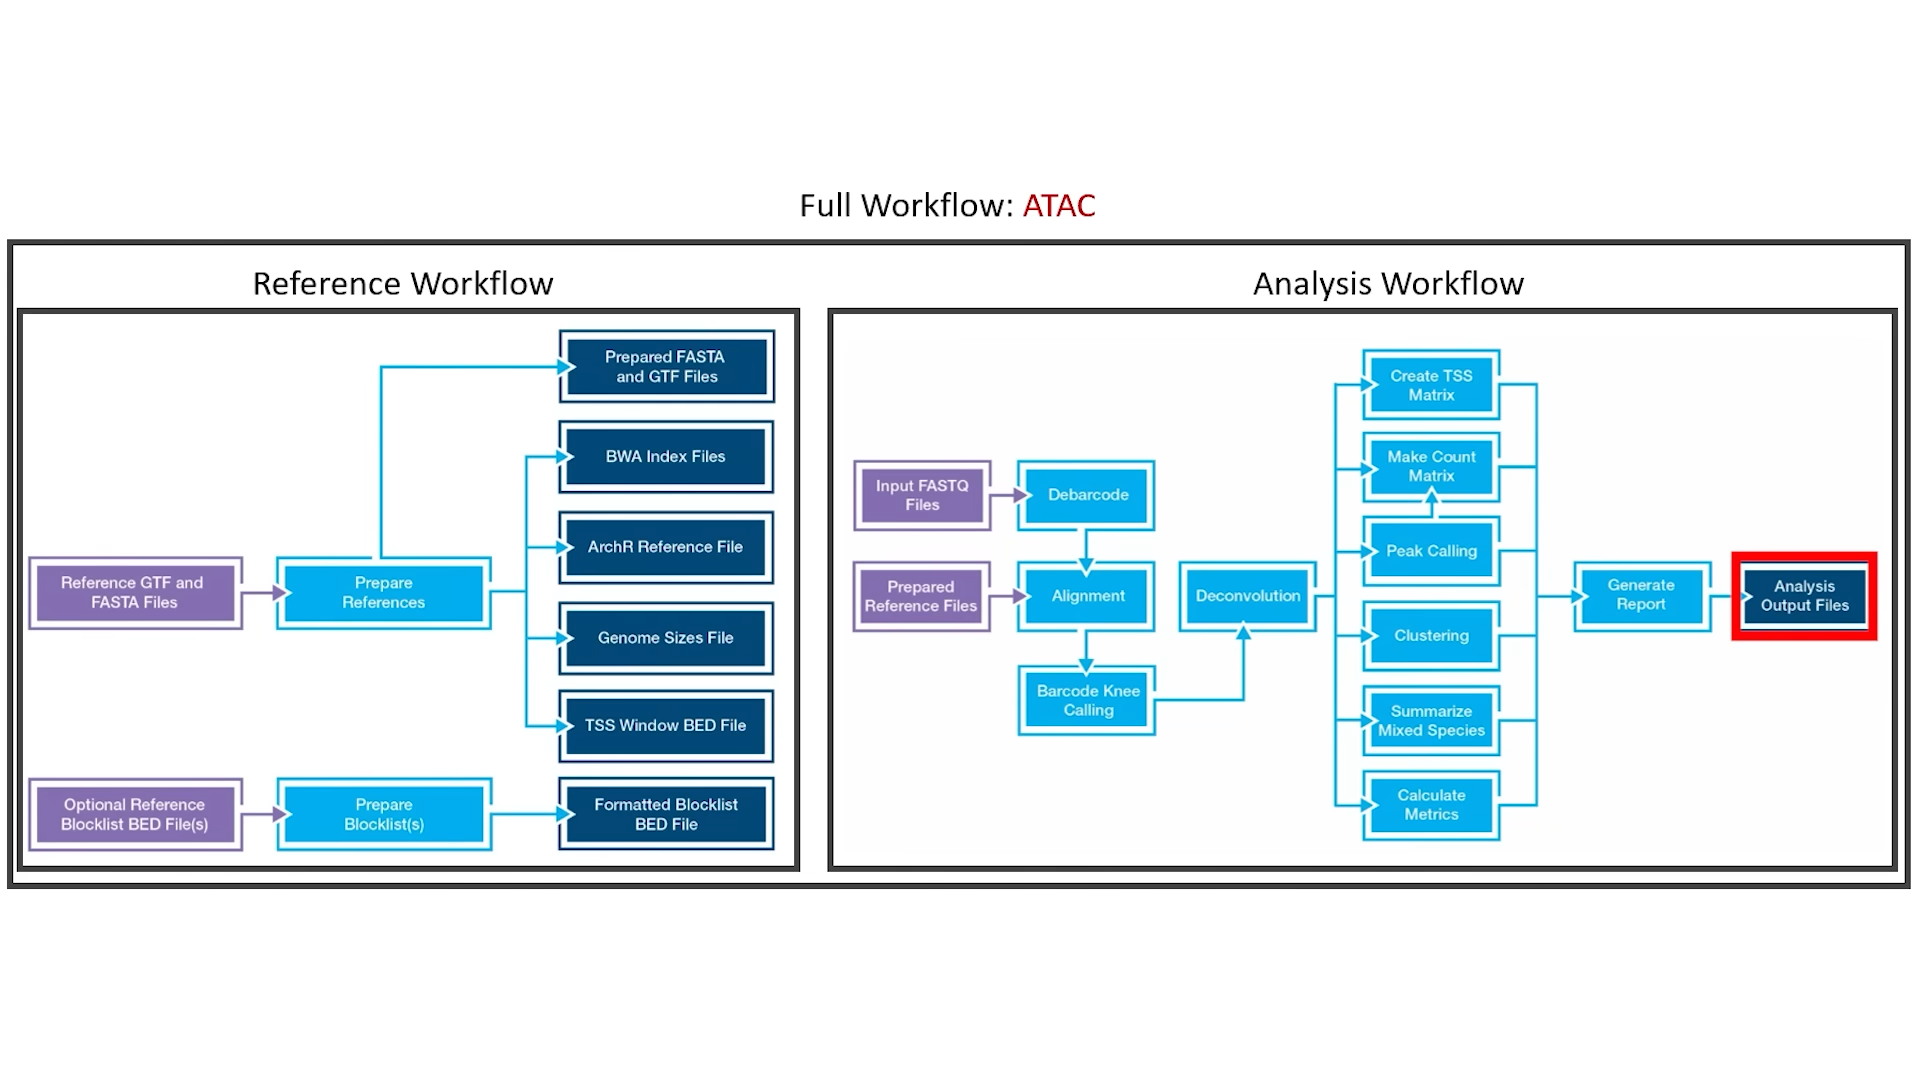 Full Workflow: ATAC
Reference Workflow
Prepared FASTA
and GTF Files
BWA Index Files
ArchR Reference File
Reference GTF and
FASTA Files
Prepare
References
Genome Sizes File
TSS Window BED File
Optional Reference
Blocklist BED File(s)
Prepare
Blocklist(s)
Formatted Blocklist
BED File
Analysis Workflow
Input FASTQ
Files
Debarcode
Prepared
Reference Files
Alignment
Barcode Knee
Calling
Deconvolution
Create TSS
Matrix
Make Count
Matrix
Peak Calling
Clustering
Summarize
Mixed Species
Calculate
Metrics
Generate
Report
Analysis
Output Files